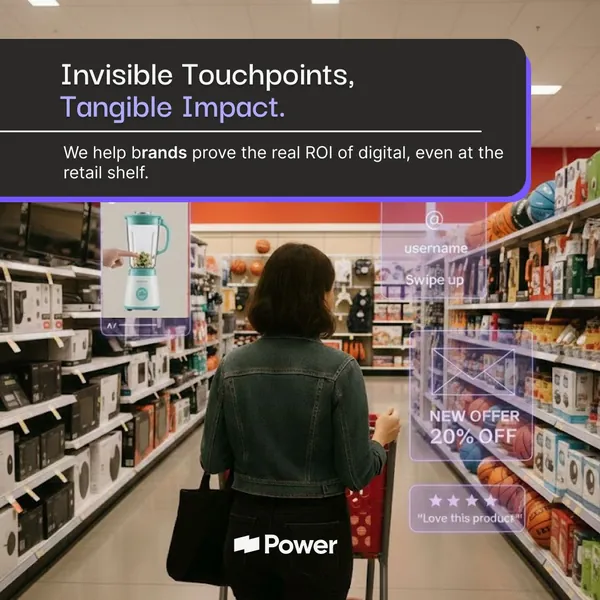 Invisible Touchpoints,
Tangible Impact.
We help brands prove the real ROI of digital, even at the
retail shelf.
@
username
Swipe up
NEW OFFER
20% OFF
"Love this product"
Power